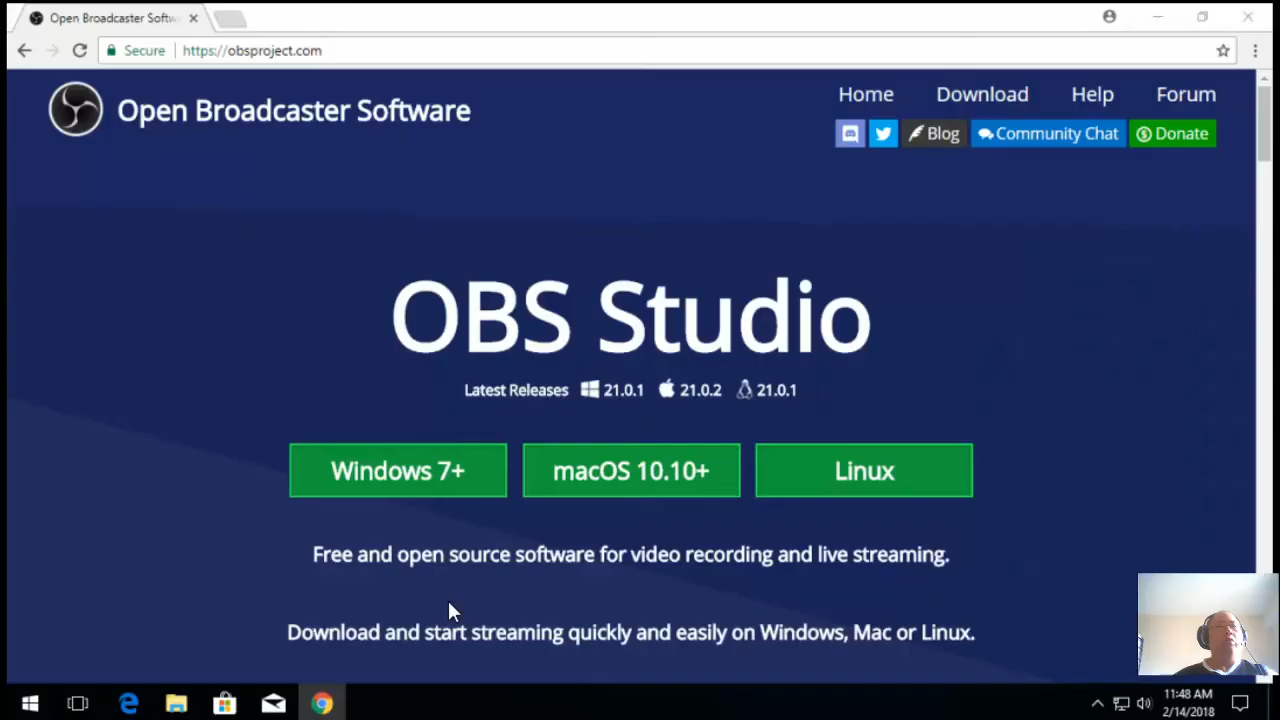 Open Broadcaster Softw
Secure
https://obsproject.com
Open Broadcaster Software
Home
Download
Help
Forum
Blog
Community Chat
Donate
OBS Studio
Latest Releases 21.0.1 21.0.2 21.0.1
Windows 7+
macOS 10.10+
Linux
Free and open source software for video recording and live streaming.
Download and start streaming quickly and easily on Windows, Mac or Linux.
11:48 AM
2/14/2018